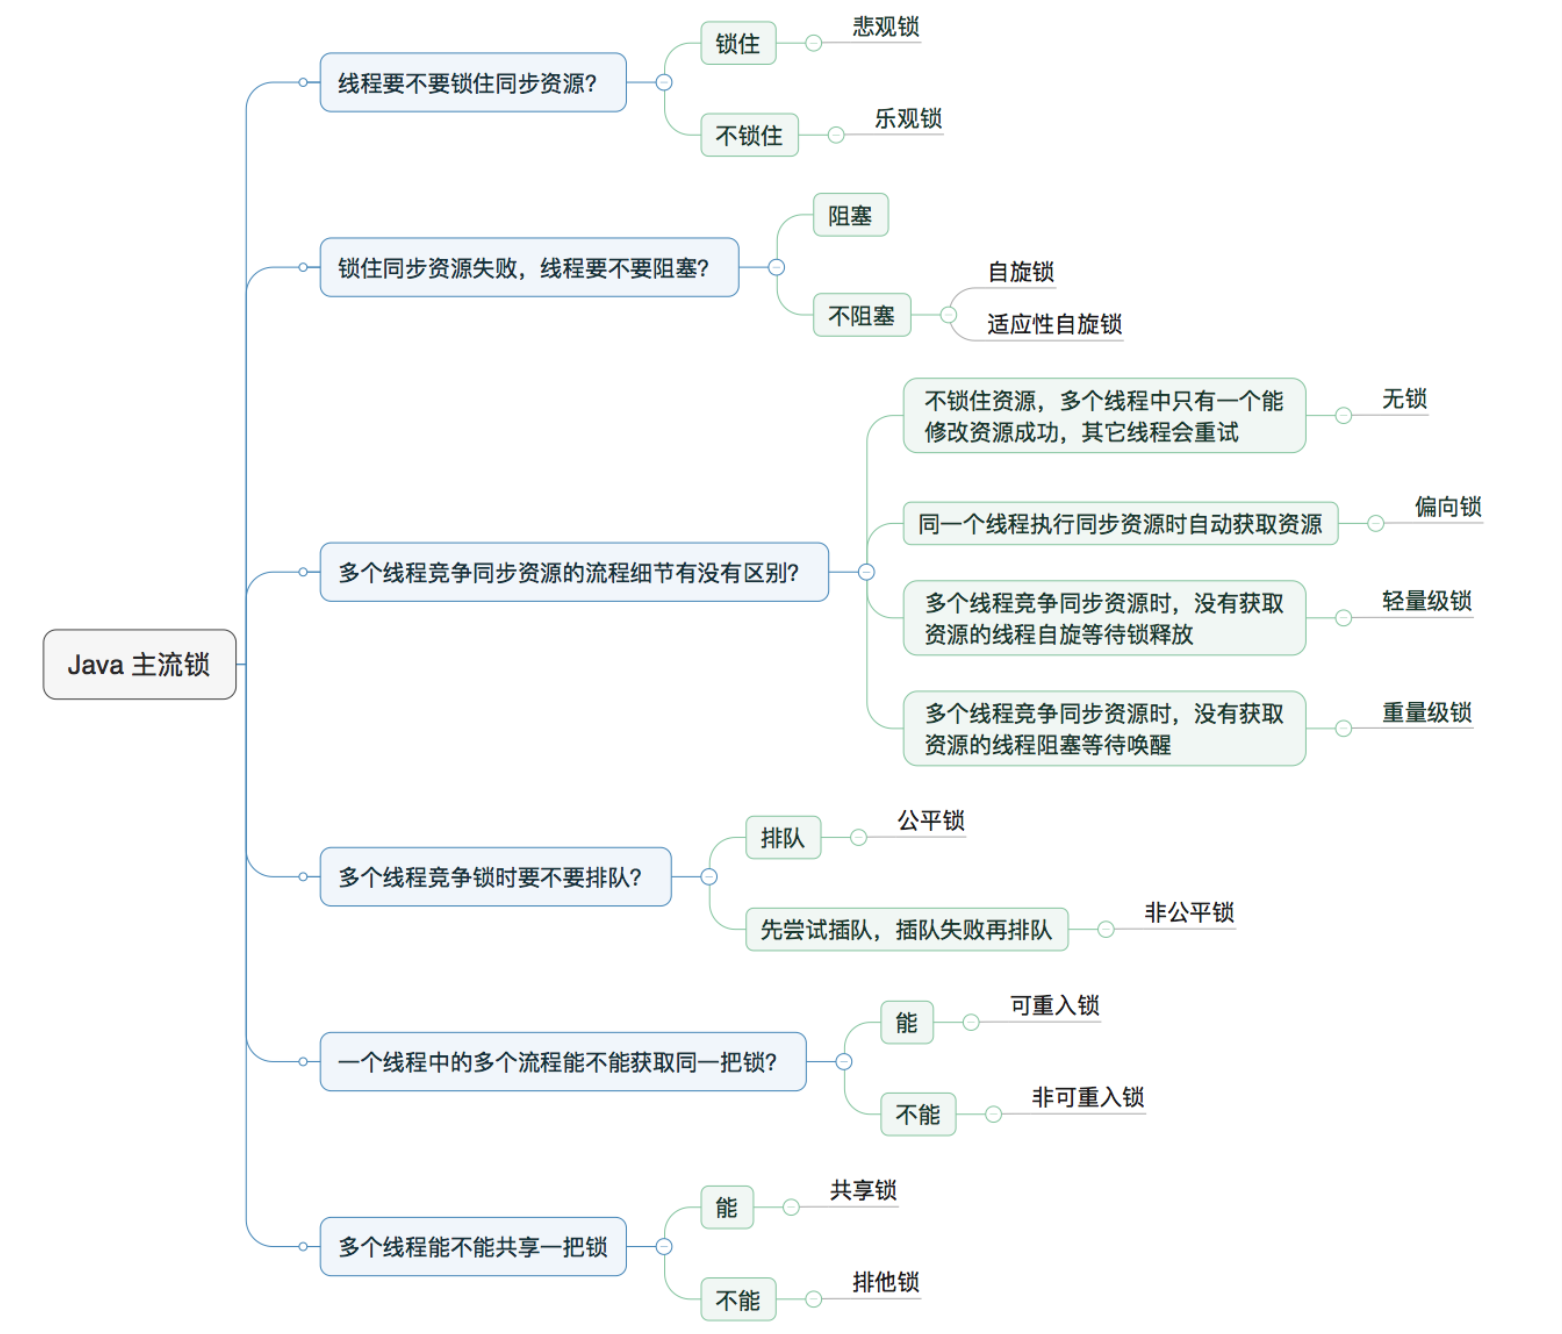 Java 主流锁
线程要不要锁住同步资源?
锁住
悲观锁
不锁住
乐观锁
锁住同步资源失败，线程要不要阻塞?
阻塞
不阻塞
自旋锁
适应性自旋锁
多个线程竞争同步资源的流程细节有没有区别?
不锁住资源，多个线程中只有一个能
修改资源成功，其它线程会重试
无锁
同一个线程执行同步资源时自动获取资源
偏向锁
多个线程竞争同步资源时，没有获取
资源的线程自旋等待锁释放
轻量级锁
多个线程竞争同步资源时，没有获取
资源的线程阻塞等待唤醒
重量级锁
多个线程竞争锁时要不要排队?
排队
公平锁
先尝试插队，插队失败再排队
非公平锁
一个线程中的多个流程能不能获取同一把锁?
能
可重入锁
不能
非可重入锁
多个线程能不能共享一把锁
能
共享锁
不能
排他锁